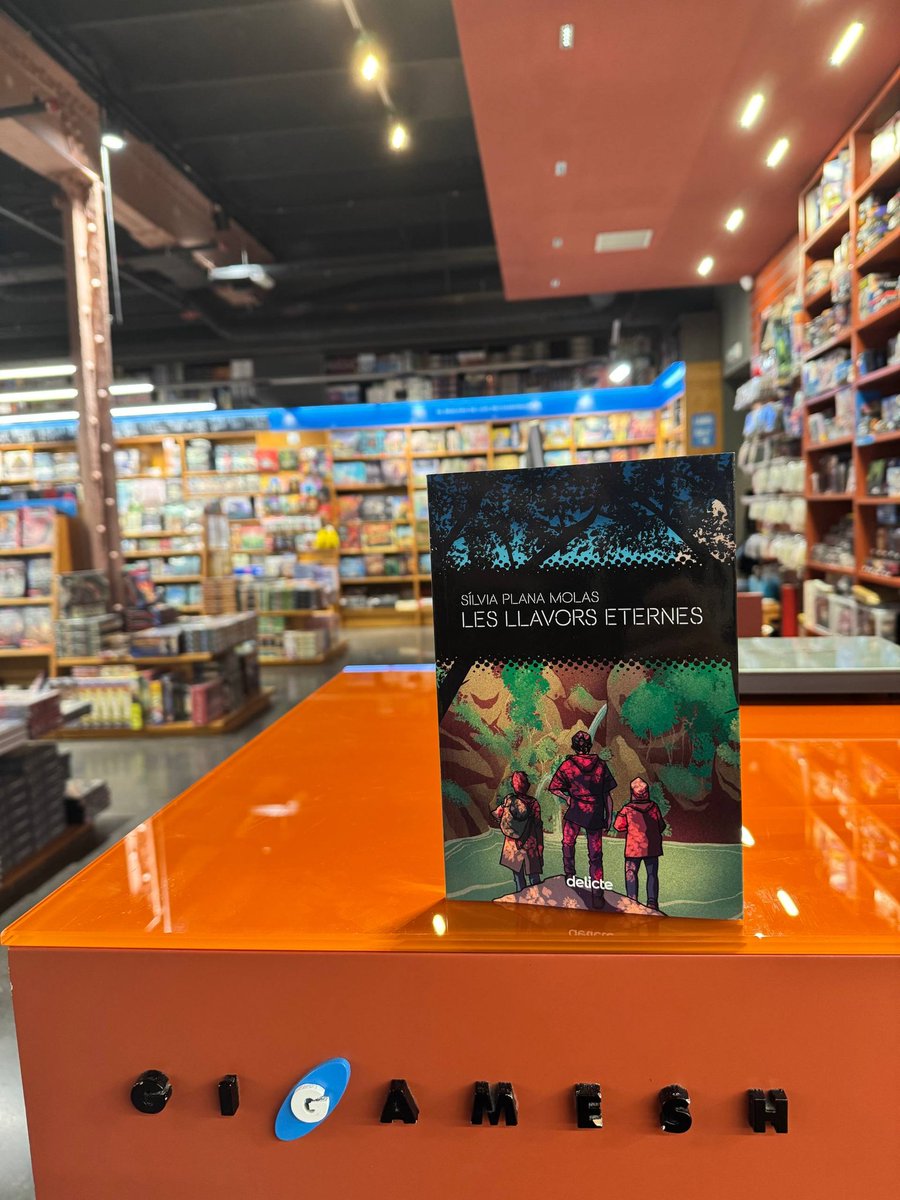 SÍLVIA PLANA MOLAS
LES LLAVORS ETERNES
delicte
GIGAMESH